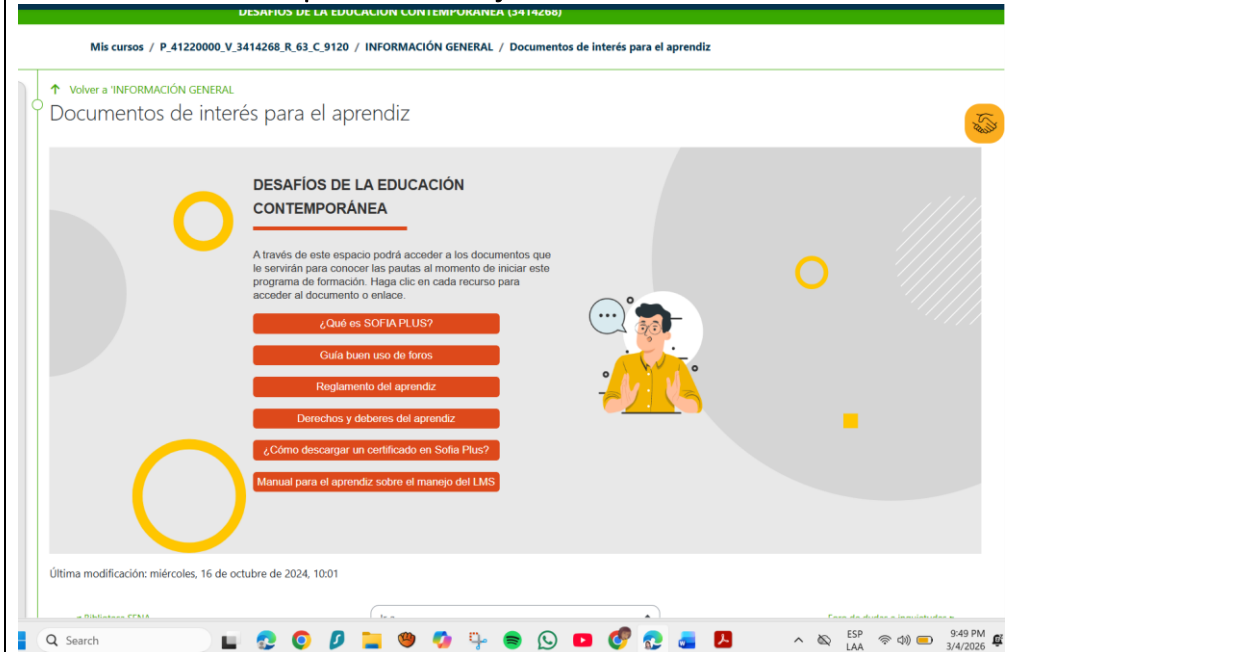 DESAFÍOS DE LA EDUCACIÓN CONTEMPORÁNEA (3414268)
Mis cursos / P_41220000_V_3414268_R_63_C_9120 / INFORMACIÓN GENERAL / Documentos de interés para el aprendiz
Volver a 'INFORMACIÓN GENERAL
Documentos de interés para el aprendiz
DESAFÍOS DE LA EDUCACIÓN
CONTEMPORÁNEA
A través de este espacio podrá acceder a los documentos que
le servirán para conocer las pautas al momento de iniciar este
programa de formación. Haga clic en cada recurso para
acceder al documento o enlace.
¿Qué es SOFIA PLUS?
Guía buen uso de foros
Reglamento del aprendiz
Derechos y deberes del aprendiz
¿Cómo descargar un certificado en Sofia Plus?
Manual para el aprendiz sobre el manejo del LMS
Última modificación: miércoles, 16 de octubre de 2024, 10:01
Search
ESP
LAA
9:49 PM
3/4/2026